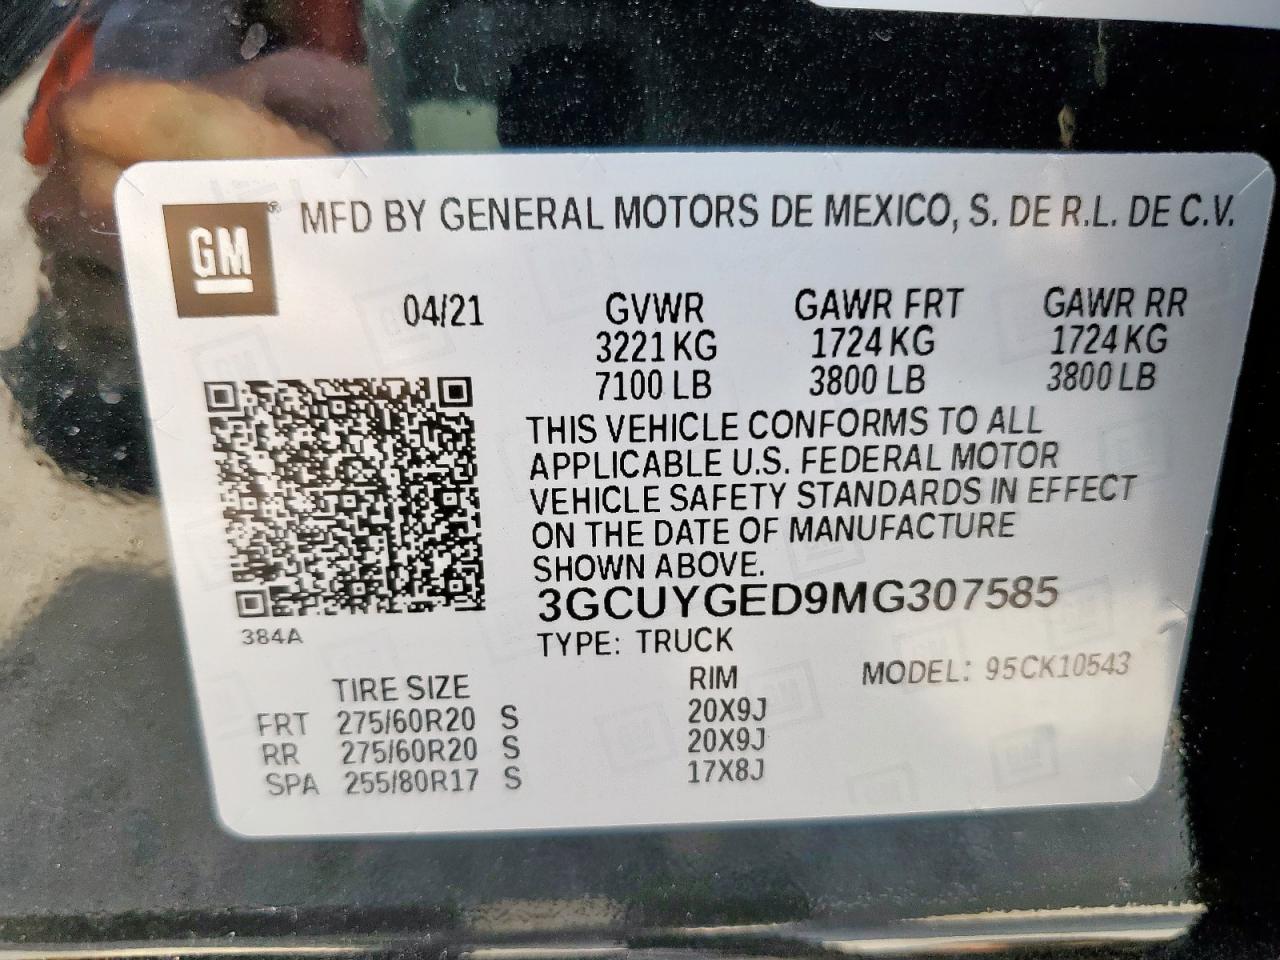 GM ® MFD BY GENERAL MOTORS DE MEXICO, S. DE R.L. DE C.V.
04/21 GVWR GAWR FRT GAWR RR
3221 KG 1724 KG 1724 KG
7100 LB 3800 LB 3800 LB
THIS VEHICLE CONFORMS TO ALL
APPLICABLE U.S. FEDERAL MOTOR
VEHICLE SAFETY STANDARDS IN EFFECT
ON THE DATE OF MANUFACTURE
SHOWN ABOVE.
3GCUYGED9MG307585
384A
TYPE: TRUCK
MODEL: 95CK10543
TIRE SIZE RIM
FRT 275/60R20 S 20X9J
RR 275/60R20 S 20X9J
SPA 255/80R17 S 17X8J